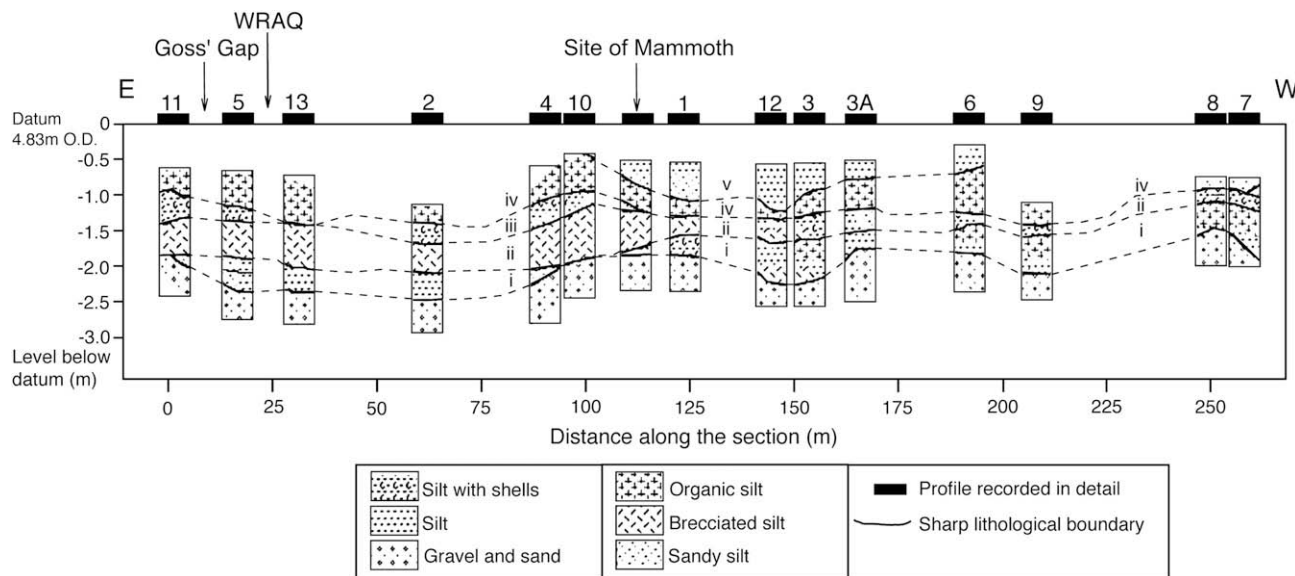 WRAQ
Goss' Gap
Site of Mammoth
E
W
11 5 13 2 4 10 1 12 3 3A 6 9 8 7
Datum
4.83m O.D.
0
-0.5
-1.0
-1.5
-2.0
-2.5
-3.0
Level below
datum (m)
iv
iii
ii
i
v
iv
ii
i
iv
ii
i
0 25 50 75 100 125 150 175 200 225 250
Distance along the section (m)
Silt with shells
Silt
Gravel and sand
Organic silt
Brecciated silt
Sandy silt
Profile recorded in detail
Sharp lithological boundary